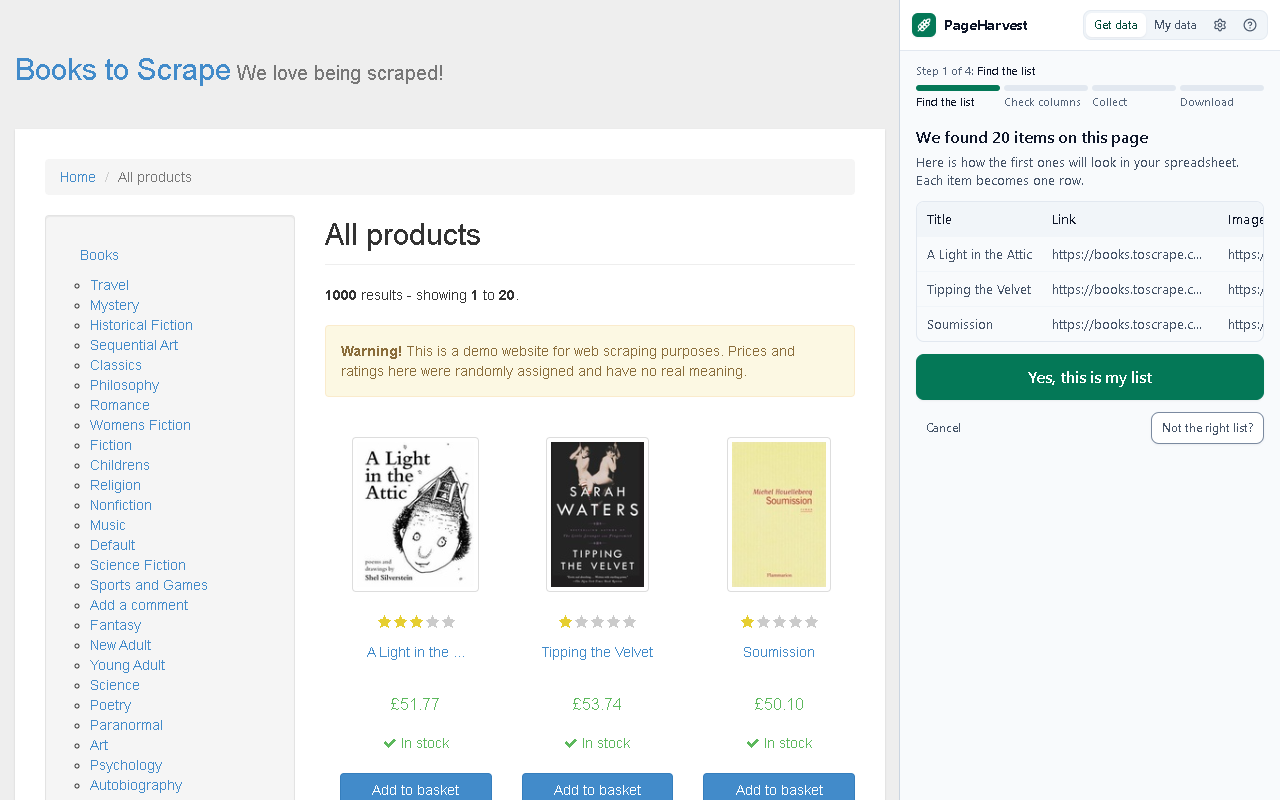 Books to Scrape We love being scraped!
Home / All products
Books
Travel
Mystery
Historical Fiction
Sequential Art
Classics
Philosophy
Romance
Womens Fiction
Fiction
Childrens
Religion
Nonfiction
Music
Default
Science Fiction
Sports and Games
Add a comment
Fantasy
New Adult
Young Adult
Science
Poetry
Paranormal
Art
Psychology
Autobiography
All products
1000 results - showing 1 to 20.
Warning! This is a demo website for web scraping purposes. Prices and
ratings here were randomly assigned and have no real meaning.
A Light
in the
Attic
poems and
drawings by
Shel Silverstein
SARAH
WATERS
TIPPING
THE VELVET
Michel Houellebecq
Soumission
Flammarion
A Light in the ...
Tipping the Velvet
Soumission
£51.77
£53.74
£50.10
In stock
In stock
In stock
Add to basket
Add to basket
Add to basket
PageHarvest
Get data
My data
Step 1 of 4: Find the list
Find the list
Check columns
Collect
Download
We found 20 items on this page
Here is how the first ones will look in your spreadsheet.
Each item becomes one row.
Title Link Image
A Light in the Attic https://books.toscrape.c... https:/
Tipping the Velvet https://books.toscrape.c... https:/
Soumission https://books.toscrape.c... https:/
Yes, this is my list
Cancel
Not the right list?